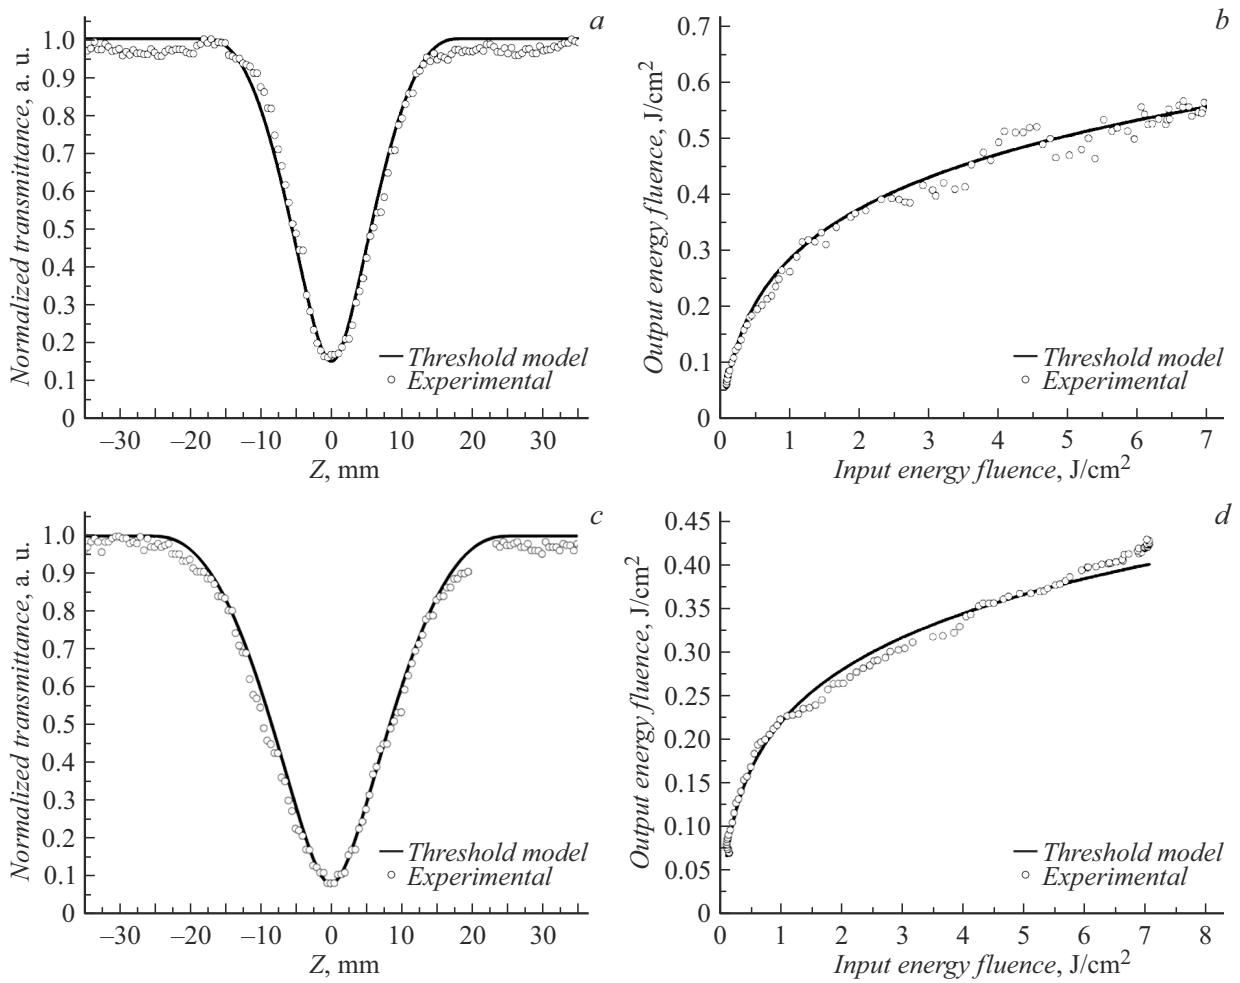 a
Normalized transmittance, a. u.
1.0
0.9
0.8
0.7
0.6
0.5
0.4
0.3
0.2
0.1
0
Threshold model
Experimental
–30 –20 –10 0 10 20 30
Z, mm
b
Output energy fluence, J/cm2
0.7
0.6
0.5
0.4
0.3
0.2
0.1
0
Threshold model
Experimental
0 1 2 3 4 5 6 7
Input energy fluence, J/cm2
c
Normalized transmittance, a. u.
1.0
0.9
0.8
0.7
0.6
0.5
0.4
0.3
0.2
0.1
0
Threshold model
Experimental
–30 –20 –10 0 10 20 30
Z, mm
d
Output energy fluence, J/cm2
0.45
0.40
0.35
0.30
0.25
0.20
0.15
0.10
0.05
0
Threshold model
Experimental
0 1 2 3 4 5 6 7 8
Input energy fluence, J/cm2